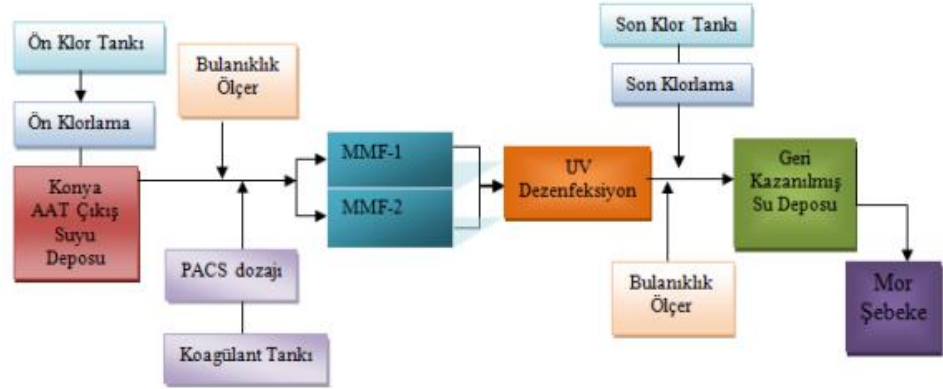 Ön Klor Tankı
Ön Klorlama
Konya
AAT Çıkış
Suyu
Deposu
Bulanıklık
Ölçer
PACS dozajı
Koagülant Tankı
MMF-1
MMF-2
UV
Dezenfeksiyon
Son Klor Tankı
Son Klorlama
Bulanıklık
Ölçer
Geri
Kazanılmış
Su Deposu
Mor
Şebeke